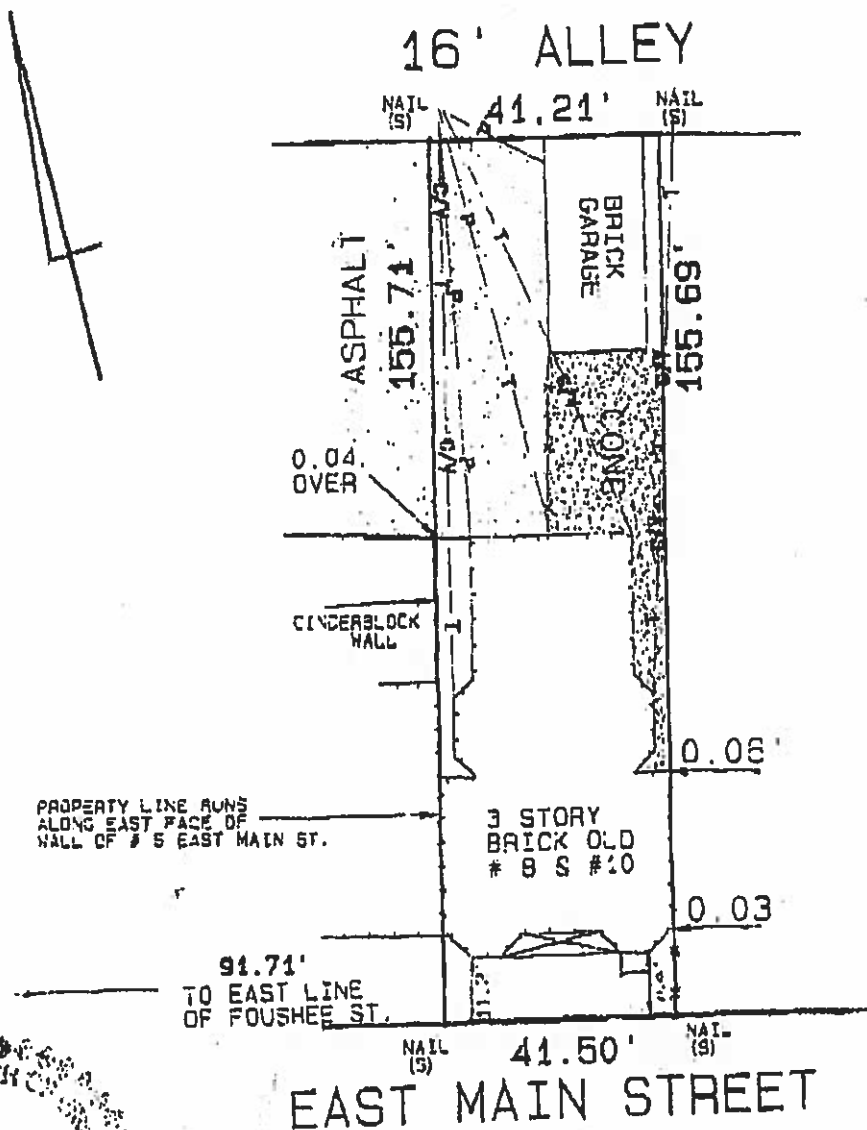 16' ALLEY
NAIL
(S)
41.21'
NAIL
(S)
BRICK
GARAGE
ASPHALT
155.71'
155.69'
C/V
P
T
P
T
T
P
C/V
P
T
CONC
0.04
OVER
CINDERBLOCK
WALL
T
0.06'
PROPERTY LINE RUNS
ALONG EAST FACE OF
WALL OF # 5 EAST MAIN ST.
3 STORY
BRICK OLD
# 8 & #10
0.03
91.71'
TO EAST LINE
OF FOUSHEE ST.
NAIL
(S)
41.50'
NAIL
(S)
EAST MAIN STREET